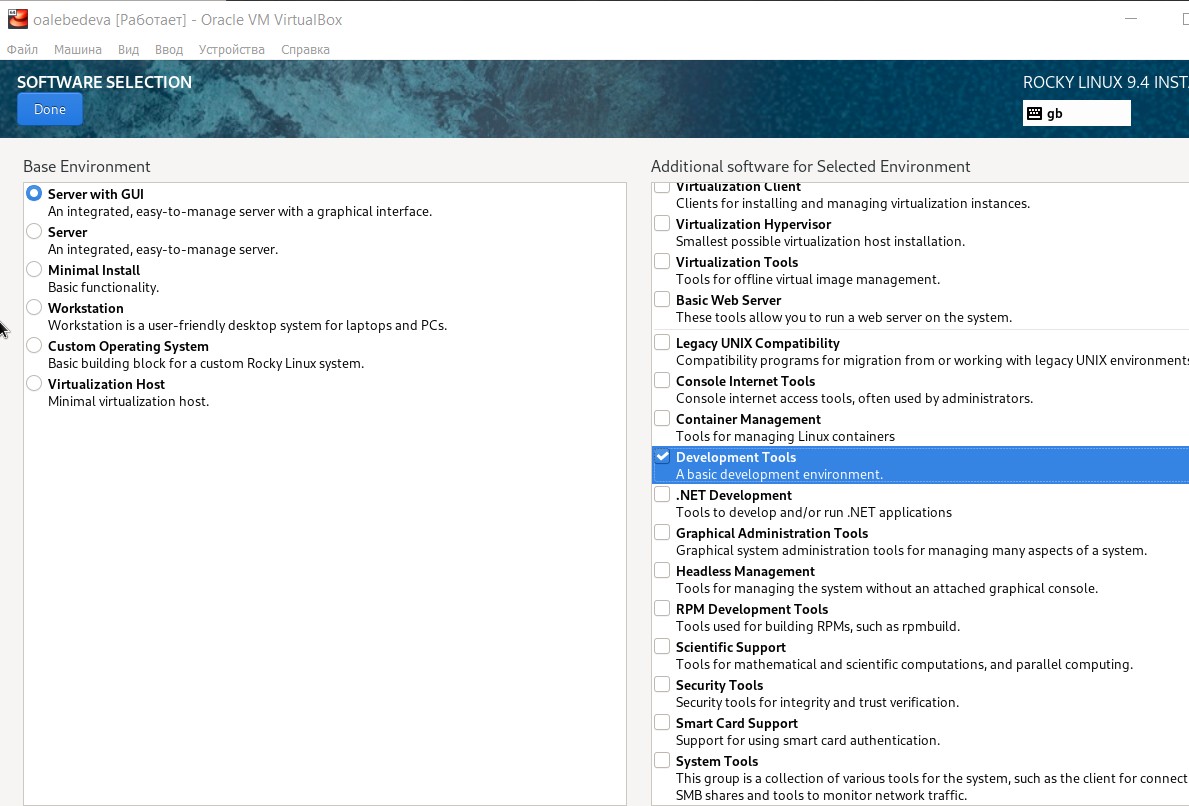 oalebedeva [Работает] - Oracle VM VirtualBox
Файл Машина Вид Ввод Устройства Справка
SOFTWARE SELECTION
ROCKY LINUX 9.4 INST
Done
gb
Base Environment
Server with GUI
An integrated, easy-to-manage server with a graphical interface.
Server
An integrated, easy-to-manage server.
Minimal Install
Basic functionality.
Workstation
Workstation is a user-friendly desktop system for laptops and PCs.
Custom Operating System
Basic building block for a custom Rocky Linux system.
Virtualization Host
Minimal virtualization host.
Additional software for Selected Environment
Virtualization Client
Clients for installing and managing virtualization instances.
Virtualization Hypervisor
Smallest possible virtualization host installation.
Virtualization Tools
Tools for offline virtual image management.
Basic Web Server
These tools allow you to run a web server on the system.
Legacy UNIX Compatibility
Compatibility programs for migration from or working with legacy UNIX environments
Console Internet Tools
Console internet access tools, often used by administrators.
Container Management
Tools for managing Linux containers
Development Tools
A basic development environment.
.NET Development
Tools to develop and/or run .NET applications
Graphical Administration Tools
Graphical system administration tools for managing many aspects of a system.
Headless Management
Tools for managing the system without an attached graphical console.
RPM Development Tools
Tools used for building RPMs, such as rpmbuild.
Scientific Support
Tools for mathematical and scientific computations, and parallel computing.
Security Tools
Security tools for integrity and trust verification.
Smart Card Support
Support for using smart card authentication.
System Tools
This group is a collection of various tools for the system, such as the client for connect
SMB shares and tools to monitor network traffic.